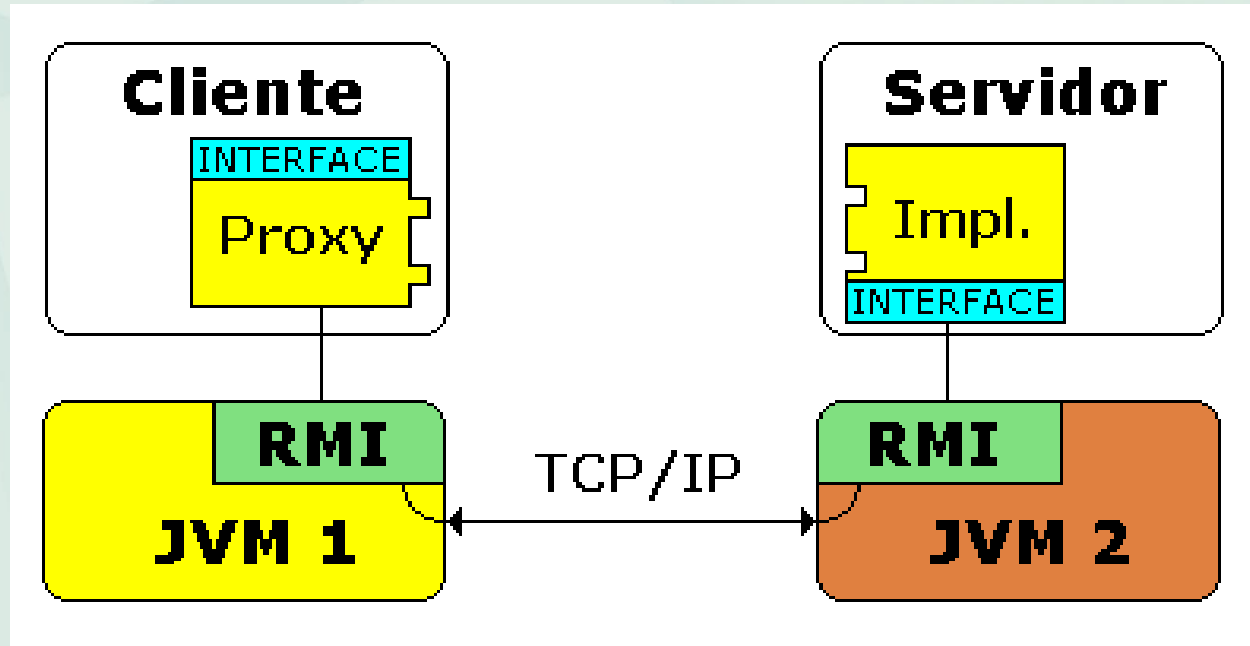 Cliente
INTERFACE
Proxy
Servidor
Impl.
INTERFACE
RMI
JVM 1
TCP/IP
RMI
JVM 2